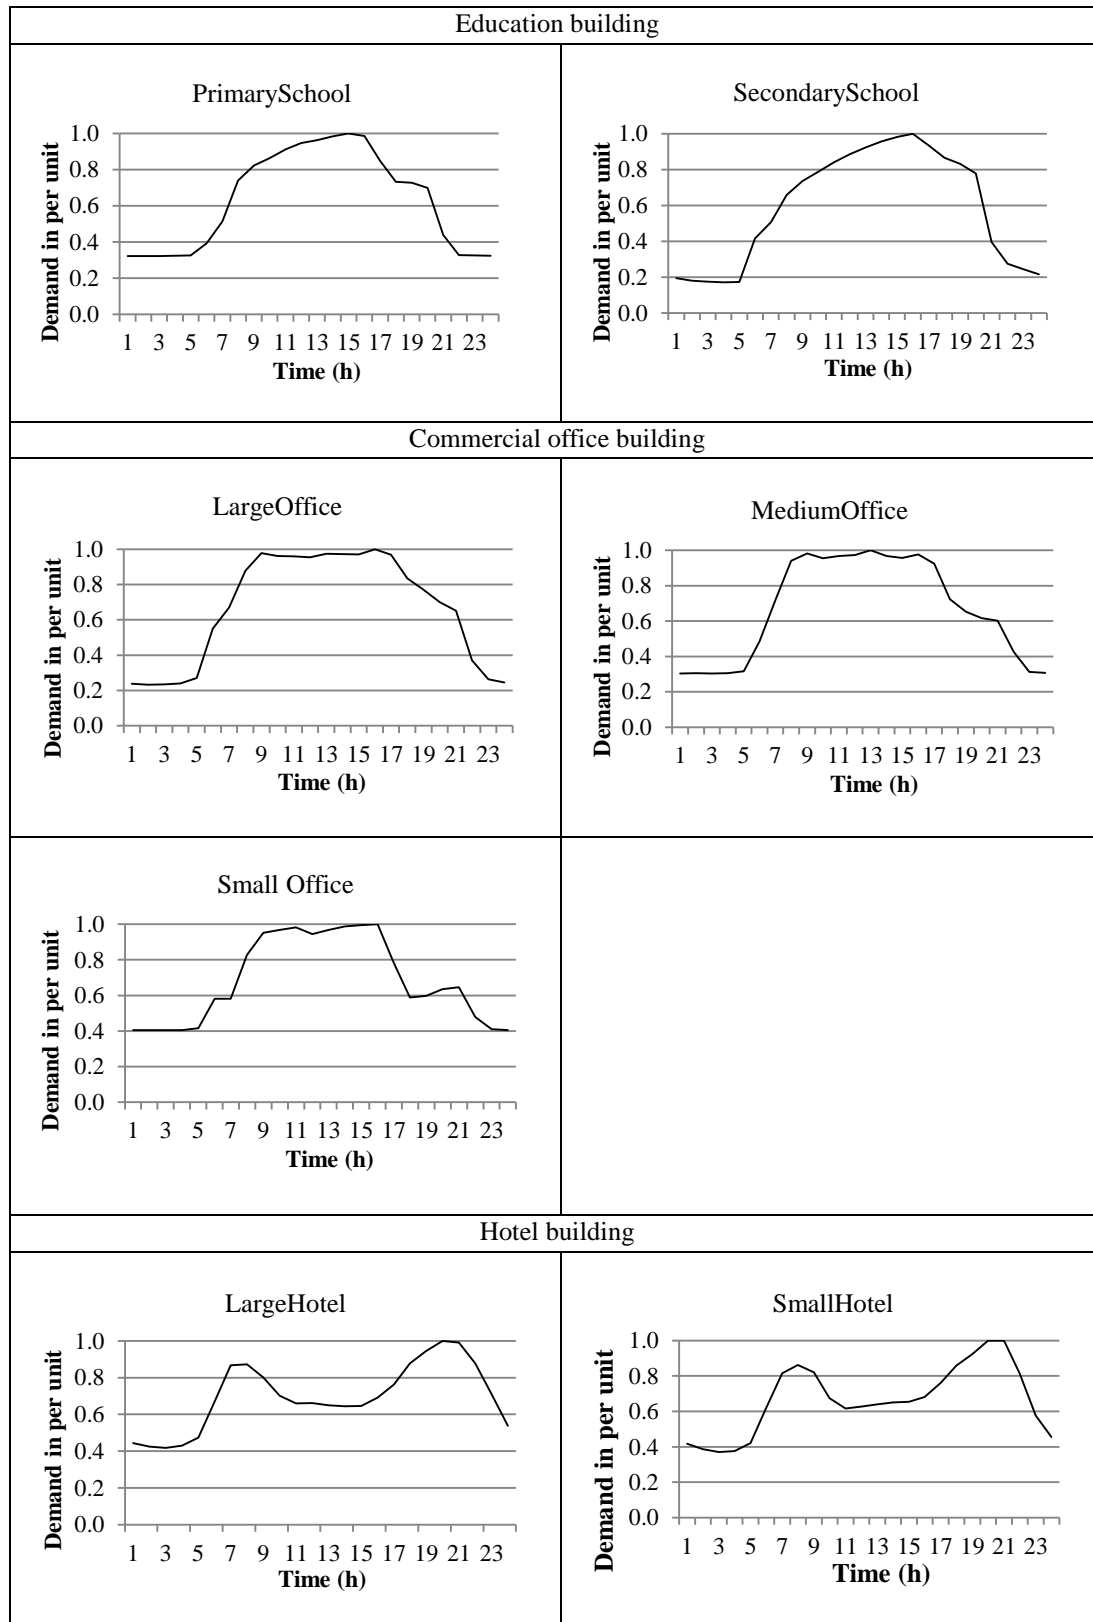 Education building
PrimarySchool
Demand in per unit
1.0
0.8
0.6
0.4
0.2
0.0
1 3 5 7 9 11 13 15 17 19 21 23
Time (h)
SecondarySchool
Demand in per unit
1.0
0.8
0.6
0.4
0.2
0.0
1 3 5 7 9 11 13 15 17 19 21 23
Time (h)
Commercial office building
LargeOffice
Demand in per unit
1.0
0.8
0.6
0.4
0.2
0.0
1 3 5 7 9 11 13 15 17 19 21 23
Time (h)
MediumOffice
Demand in per unit
1.0
0.8
0.6
0.4
0.2
0.0
1 3 5 7 9 11 13 15 17 19 21 23
Time (h)
Small Office
Demand in per unit
1.0
0.8
0.6
0.4
0.2
0.0
1 3 5 7 9 11 13 15 17 19 21 23
Time (h)
Hotel building
LargeHotel
Demand in per unit
1.0
0.8
0.6
0.4
0.2
0.0
1 3 5 7 9 11 13 15 17 19 21 23
Time (h)
SmallHotel
Demand in per unit
1.0
0.8
0.6
0.4
0.2
0.0
1 3 5 7 9 11 13 15 17 19 21 23
Time (h)